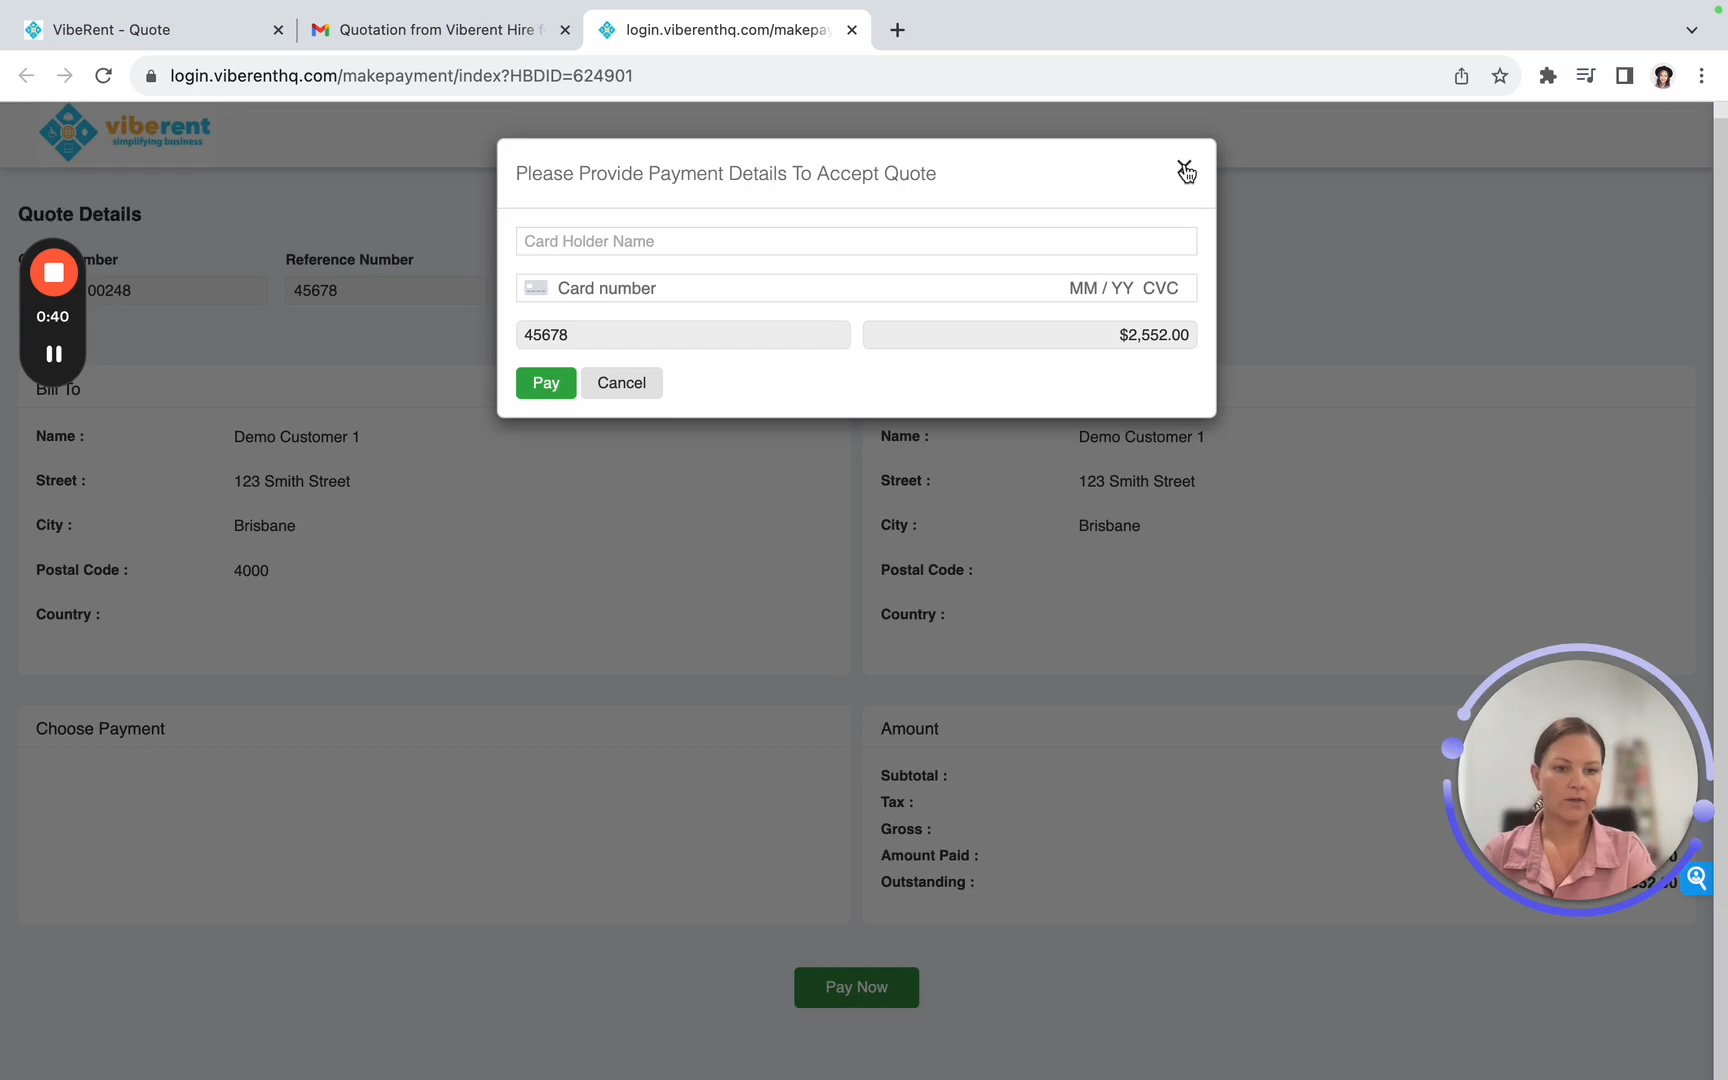 VibeRent - Quote
Quotation from Viberent Hire f
login.viberenthq.com/makepay
login.viberenthq.com/makepayment/index?HBDID=624901
viberent
simplifying business
Please Provide Payment Details To Accept Quote
Card Holder Name
Card number MM / YY CVC
45678 $2,552.00
Pay Cancel
Quote Details
mber Reference Number
00248 45678
0:40
Bill To
Name : Demo Customer 1
Street : 123 Smith Street
City : Brisbane
Postal Code : 4000
Country :
Name : Demo Customer 1
Street : 123 Smith Street
City : Brisbane
Postal Code :
Country :
Choose Payment
Amount
Subtotal :
Tax :
Gross :
Amount Paid :
Outstanding :
Pay Now